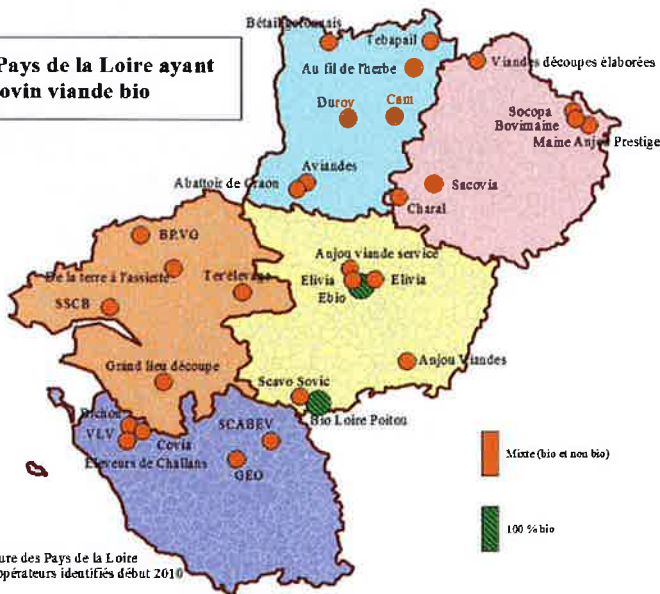 Pays de la Loire ayant
ovin viande bio
Bétail
Tebapail
Au fil de l'herbe
Duroy
Cam
Viandes découpes élaborées
Socopa
Bovimaine
Maine Anjou Prestige
Aviandes
Abattoir de Craon
Sacovia
Charal
BRVO
De la terre à l'assiette
Terélevage
SSCB
Anjou viande service
Elivia
Elivia
Ebio
Grand lieu découpe
Anjou Viandes
Scavo Sovic
Bio Loire Poitou
Bichon
VLV
Covia
Eleveurs de Challans
SCABEV
GEO
Mixte (bio et non bio)
100 % bio
ure des Pays de la Loire
opérateurs identifiés début 2010